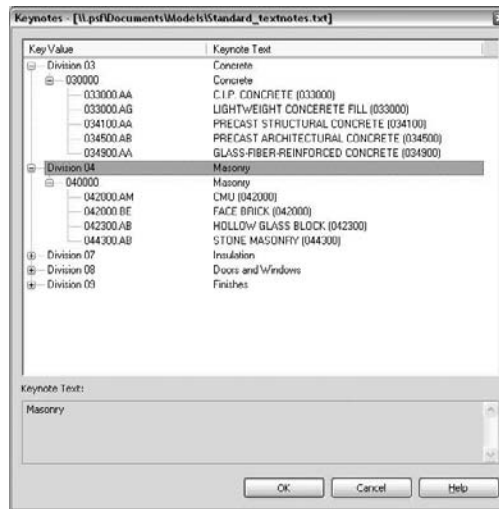 Keynotes - [\\.psf\Documents\Models\Standard_textnotes.txt]
Key Value Keynote Text
Division 03 Concrete
030000 Concrete
033000.AA C.I.P. CONCRETE (033000)
033000.AG LIGHTWEIGHT CONCERETE FILL (033000)
034100.AA PRECAST STRUCTURAL CONCRETE (034100)
034500.AB PRECAST ARCHITECTURAL CONCRETE (034500)
034900.AA GLASS-FIBER-REINFORCED CONCRETE (034900)
Division 04 Masonry
040000 Masonry
042000.AM CMU (042000)
042000.BE FACE BRICK (042000)
042300.AB HOLLOW GLASS BLOCK (042300)
044300.AB STONE MASONRY (044300)
Division 07 Insulation
Division 08 Doors and Windows
Division 09 Finishes
Keynote Text:
Masonry
OK Cancel Help